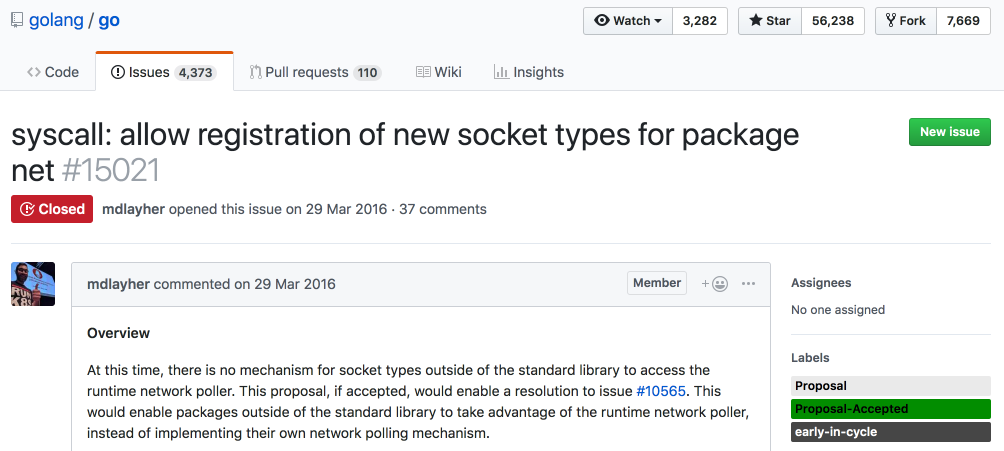 golang / go
Watch 3,282 Star 56,238 Fork 7,669
Code Issues 4,373 Pull requests 110 Wiki Insights
syscall: allow registration of new socket types for package
net #15021
New issue
Closed mdlayher opened this issue on 29 Mar 2016 · 37 comments
mdlayher commented on 29 Mar 2016 Member
Overview
At this time, there is no mechanism for socket types outside of the standard library to access the
runtime network poller. This proposal, if accepted, would enable a resolution to issue #10565. This
would enable packages outside of the standard library to take advantage of the runtime network poller,
instead of implementing their own network polling mechanism.
Assignees
No one assigned
Labels
Proposal
Proposal-Accepted
early-in-cycle